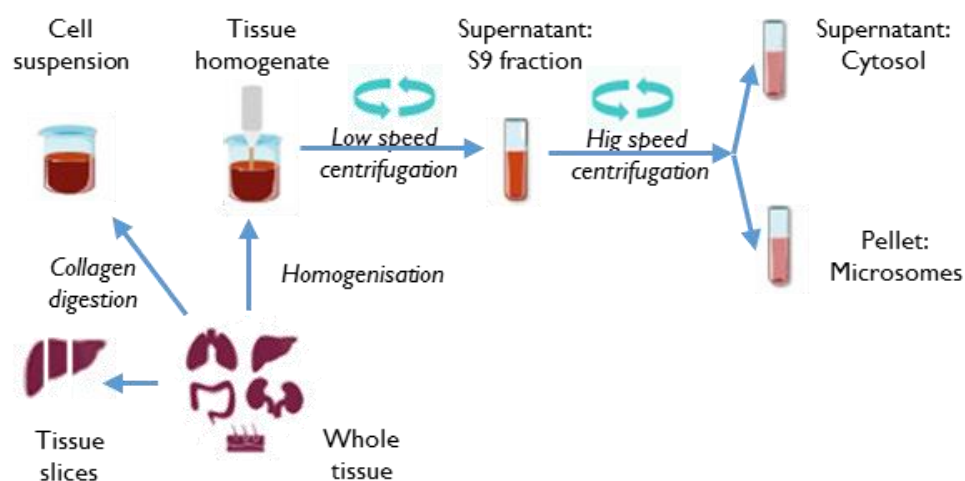 Cell
suspension
Tissue
homogenate
Supernatant:
S9 fraction
Supernatant:
Cytosol
Low speed
centrifugation
Hig speed
centrifugation
Collagen
digestion
Homogenisation
Pellet:
Microsomes
Tissue
slices
Whole
tissue